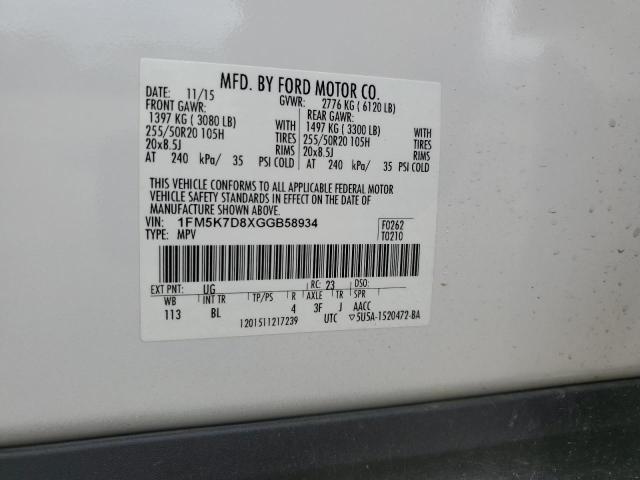 MFD. BY FORD MOTOR CO.
DATE: 11/15 GVWR: 2776 KG ( 6120 LB)
FRONT GAWR: REAR GAWR:
1397 KG ( 3080 LB) WITH 1497 KG ( 3300 LB) WITH
255/50R20 105H TIRES 255/50R20 105H TIRES
20x8.5J RIMS 20x8.5J RIMS
AT 240 kPa/ 35 PSI COLD AT 240 kPa/ 35 PSI COLD
THIS VEHICLE CONFORMS TO ALL APPLICABLE FEDERAL MOTOR
VEHICLE SAFETY STANDARDS IN EFFECT ON THE DATE OF
MANUFACTURE SHOWN ABOVE.
VIN: 1FM5K7D8XGGB58934 F0262
TYPE: MPV T0210
EXT PNT: UG RC: 23 DSO:
WB INT TR TP/PS R AXLE TR SPR
113 BL 4 3F J AACC
1201511217239 UTC ▽5U5A-1520472-BA